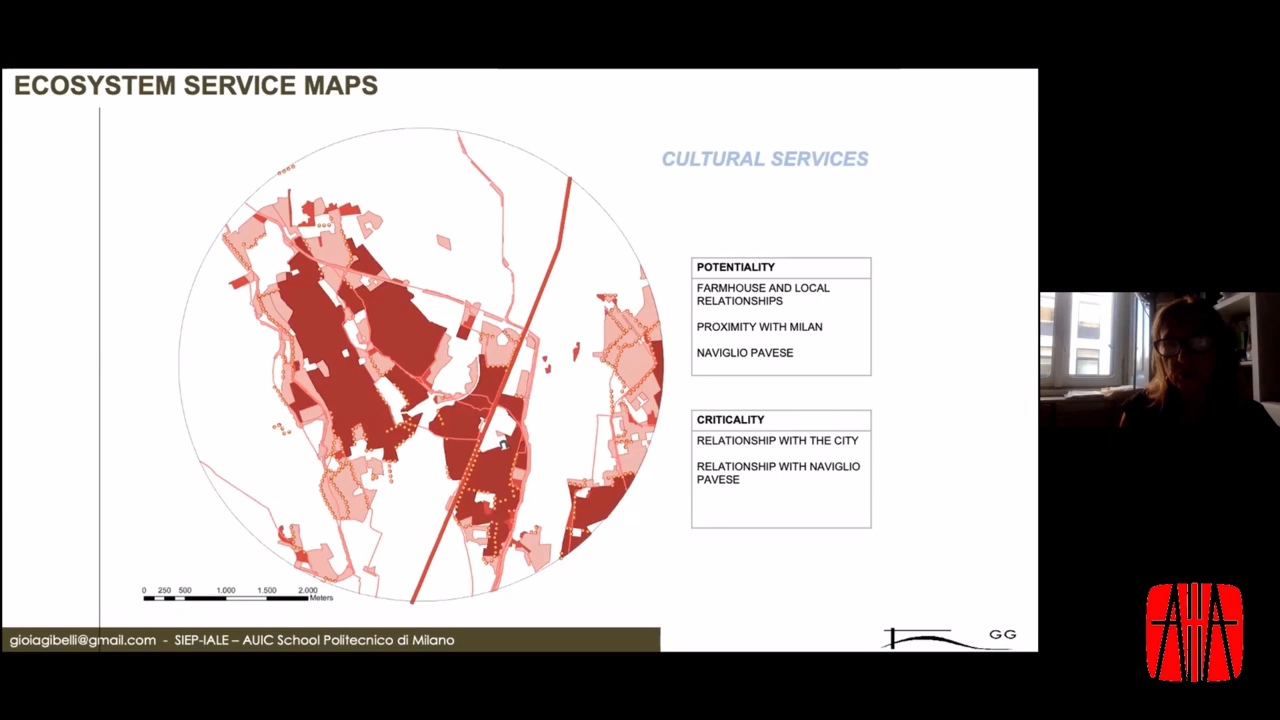 ECOSYSTEM SERVICE MAPS
CULTURAL SERVICES
POTENTIALITY
FARMHOUSE AND LOCAL
RELATIONSHIPS
PROXIMITY WITH MILAN
NAVIGLIO PAVESE
CRITICALITY
RELATIONSHIP WITH THE CITY
RELATIONSHIP WITH NAVIGLIO
PAVESE
0 250 500 1.000 1.500 2.000
Meters
gioiagibelli@gmail.com - SIEP-IALE – AUIC School Politecnico di Milano
GG